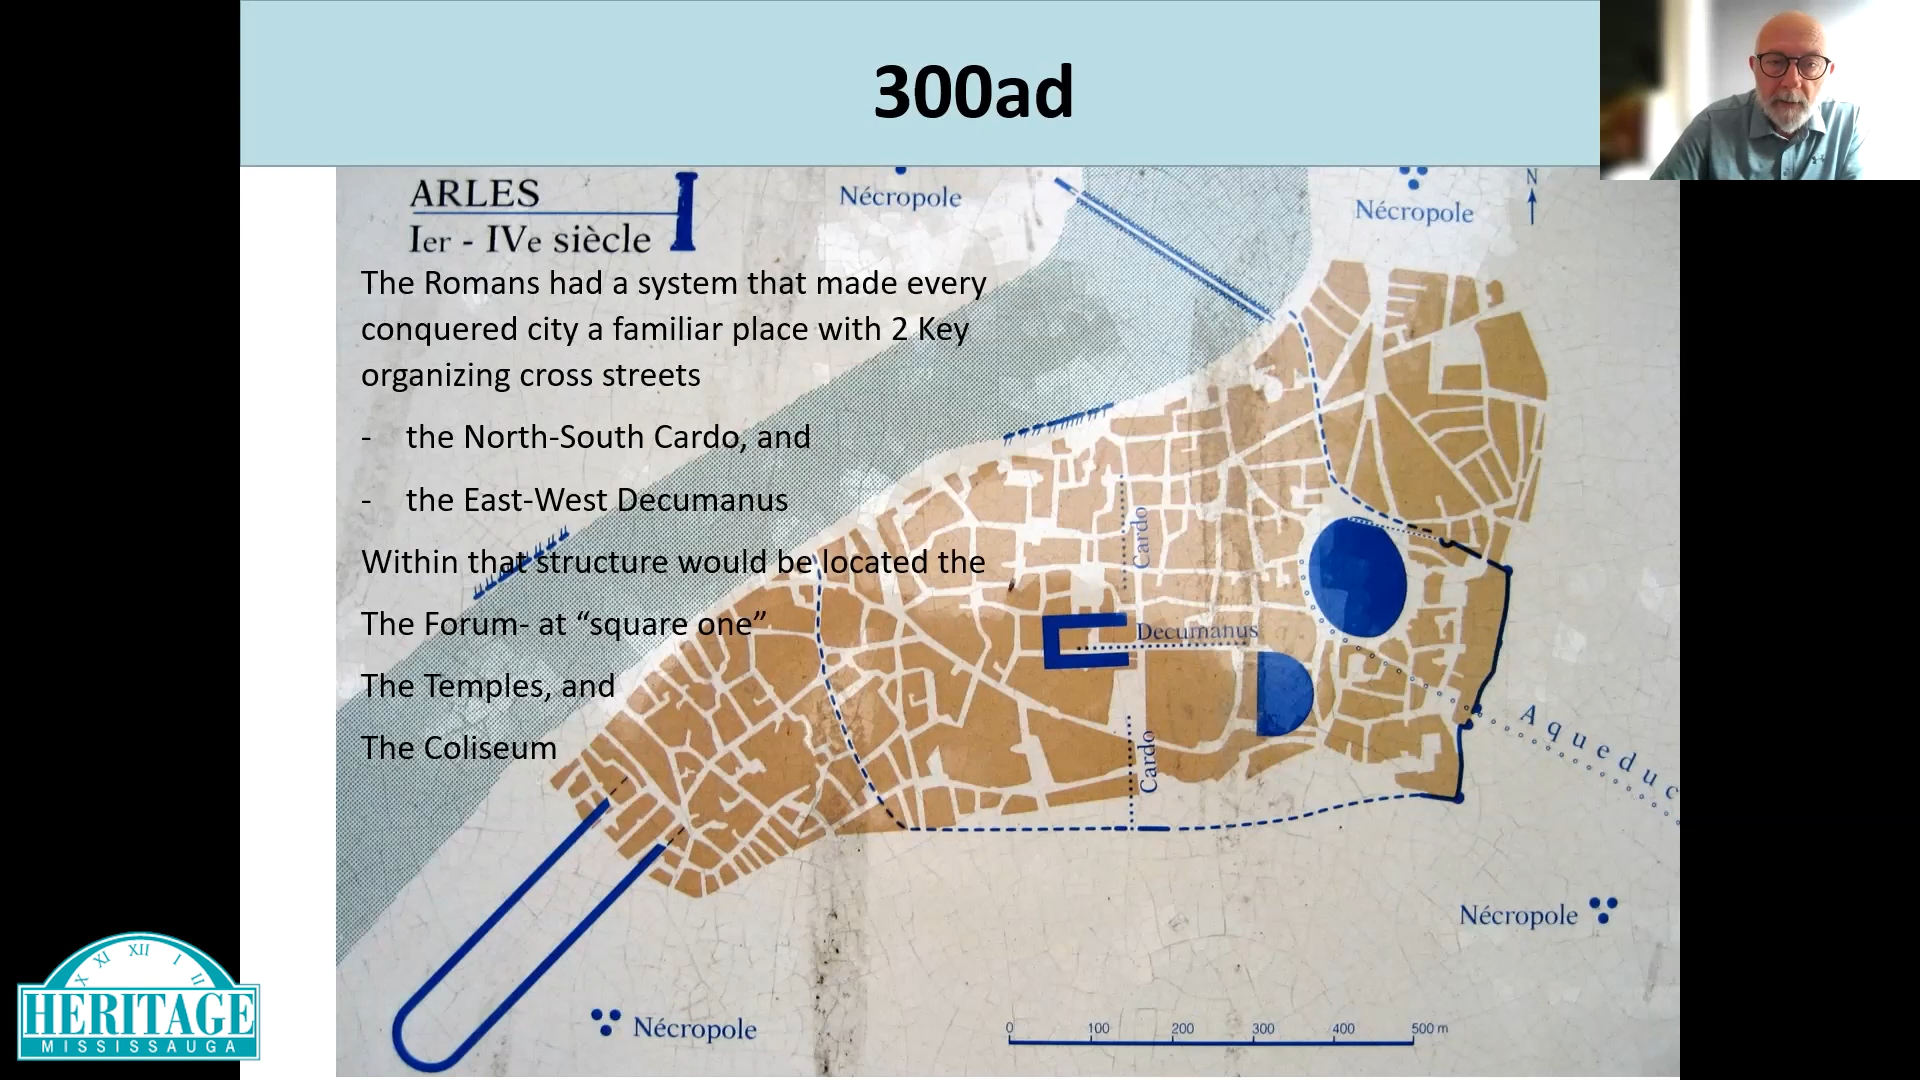 300ad
ARLES
Ier - IVe siècle
I
Nécropole
Nécropole
N
The Romans had a system that made every
conquered city a familiar place with 2 Key
organizing cross streets
- the North-South Cardo, and
- the East-West Decumanus
Within that structure would be located the
The Forum- at “square one”
The Temples, and
The Coliseum
Cardo
Decumanus
Cardo
Aqueduc
Nécropole
Nécropole
0 100 200 300 400 500 m
X XI XII I II
HERITAGE
MISSISSAUGA